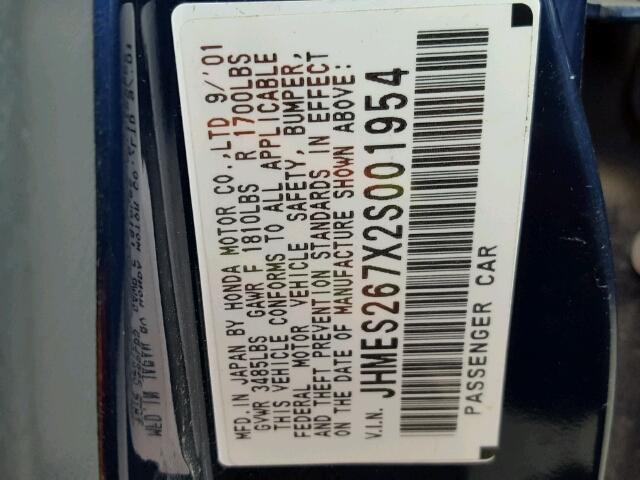 MFD.IN JAPAN BY HONDA MOTOR CO.,LTD 9/'01
GVWR 3485LBS GAWR F 1810LBS R 1700LBS
THIS VEHICLE CONFORMS TO ALL APPLICABLE
FEDERAL MOTOR VEHICLE SAFETY, BUMPER,
AND THEFT PREVENTION STANDARDS IN EFFECT
ON THE DATE OF MANUFACTURE SHOWN ABOVE:
V.I.N. JHMES267X2S001954
PASSENGER CAR